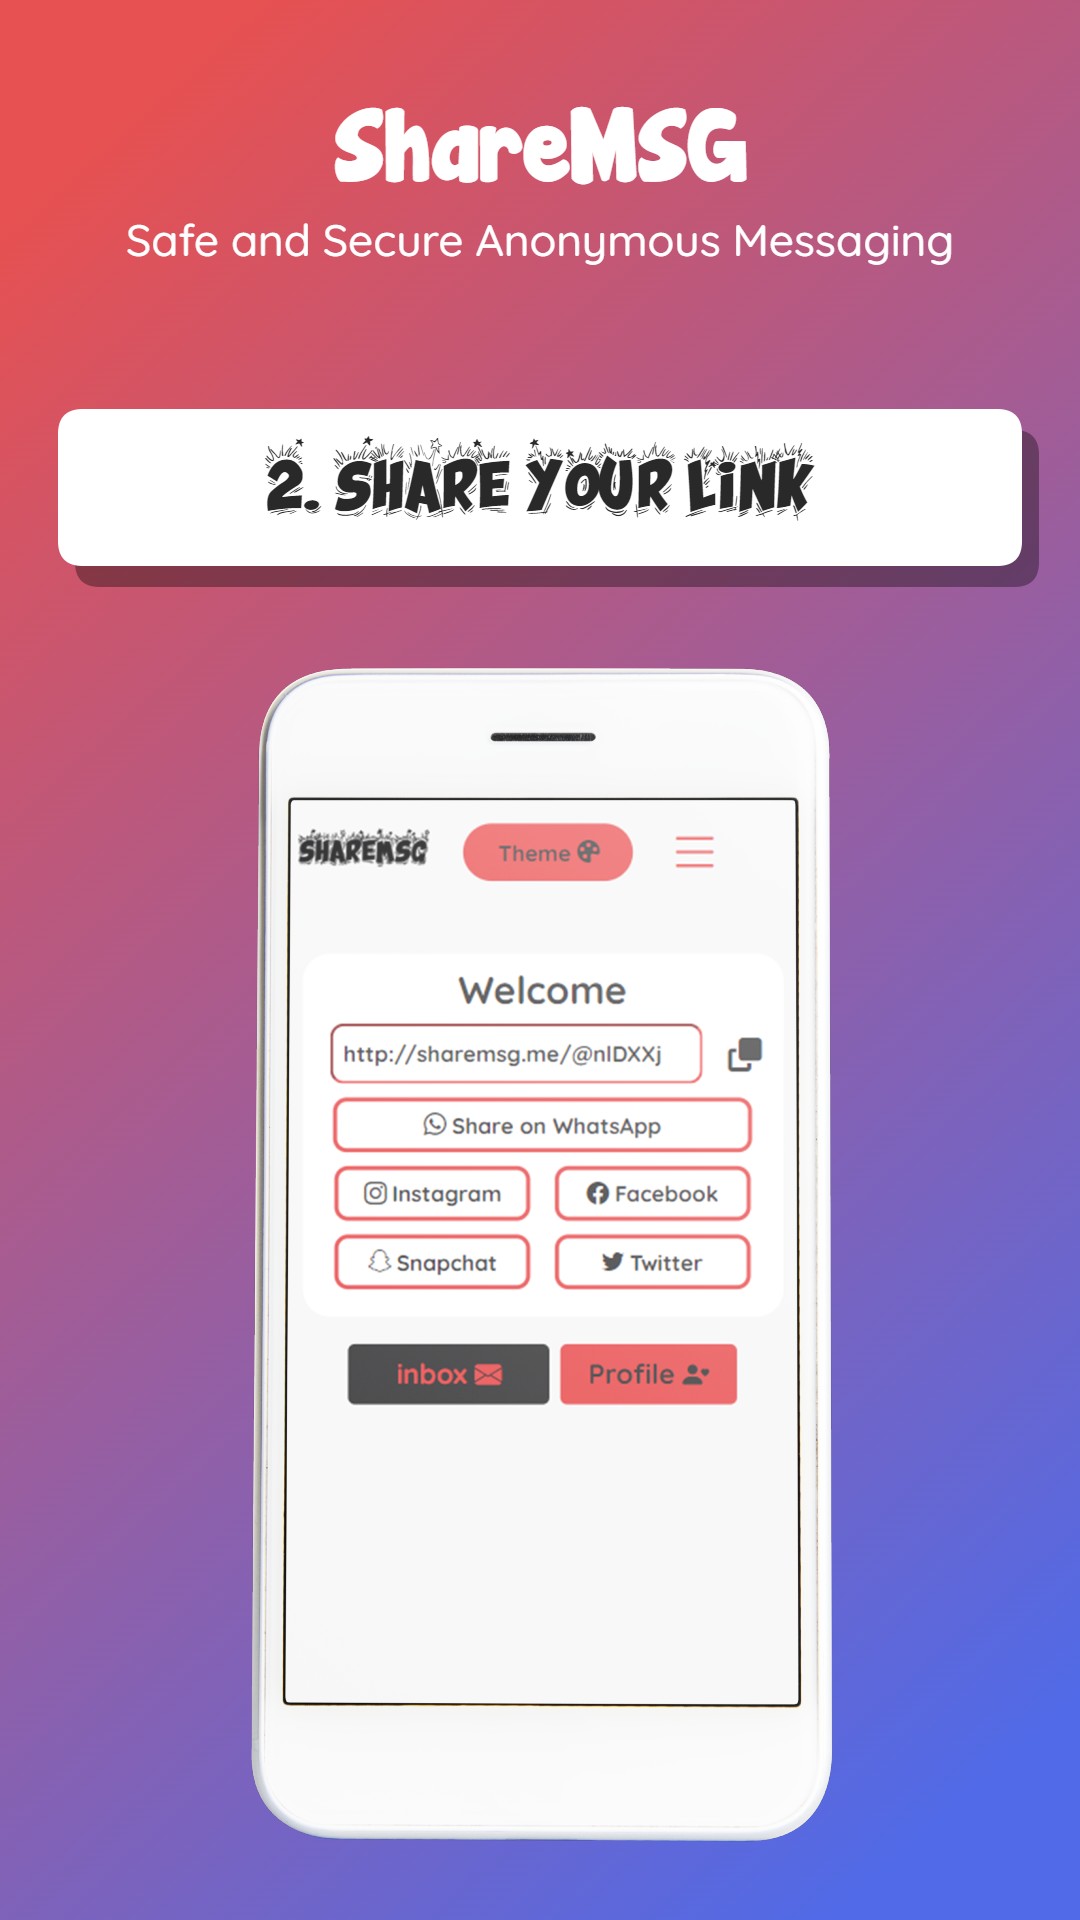 ShareMSG
Safe and Secure Anonymous Messaging
2. SHARE YOUR LiNK
SHAREMSG
Theme
Welcome
http://sharemsg.me/@nlDXXj
Share on WhatsApp
Instagram
Facebook
Snapchat
Twitter
inbox
Profile